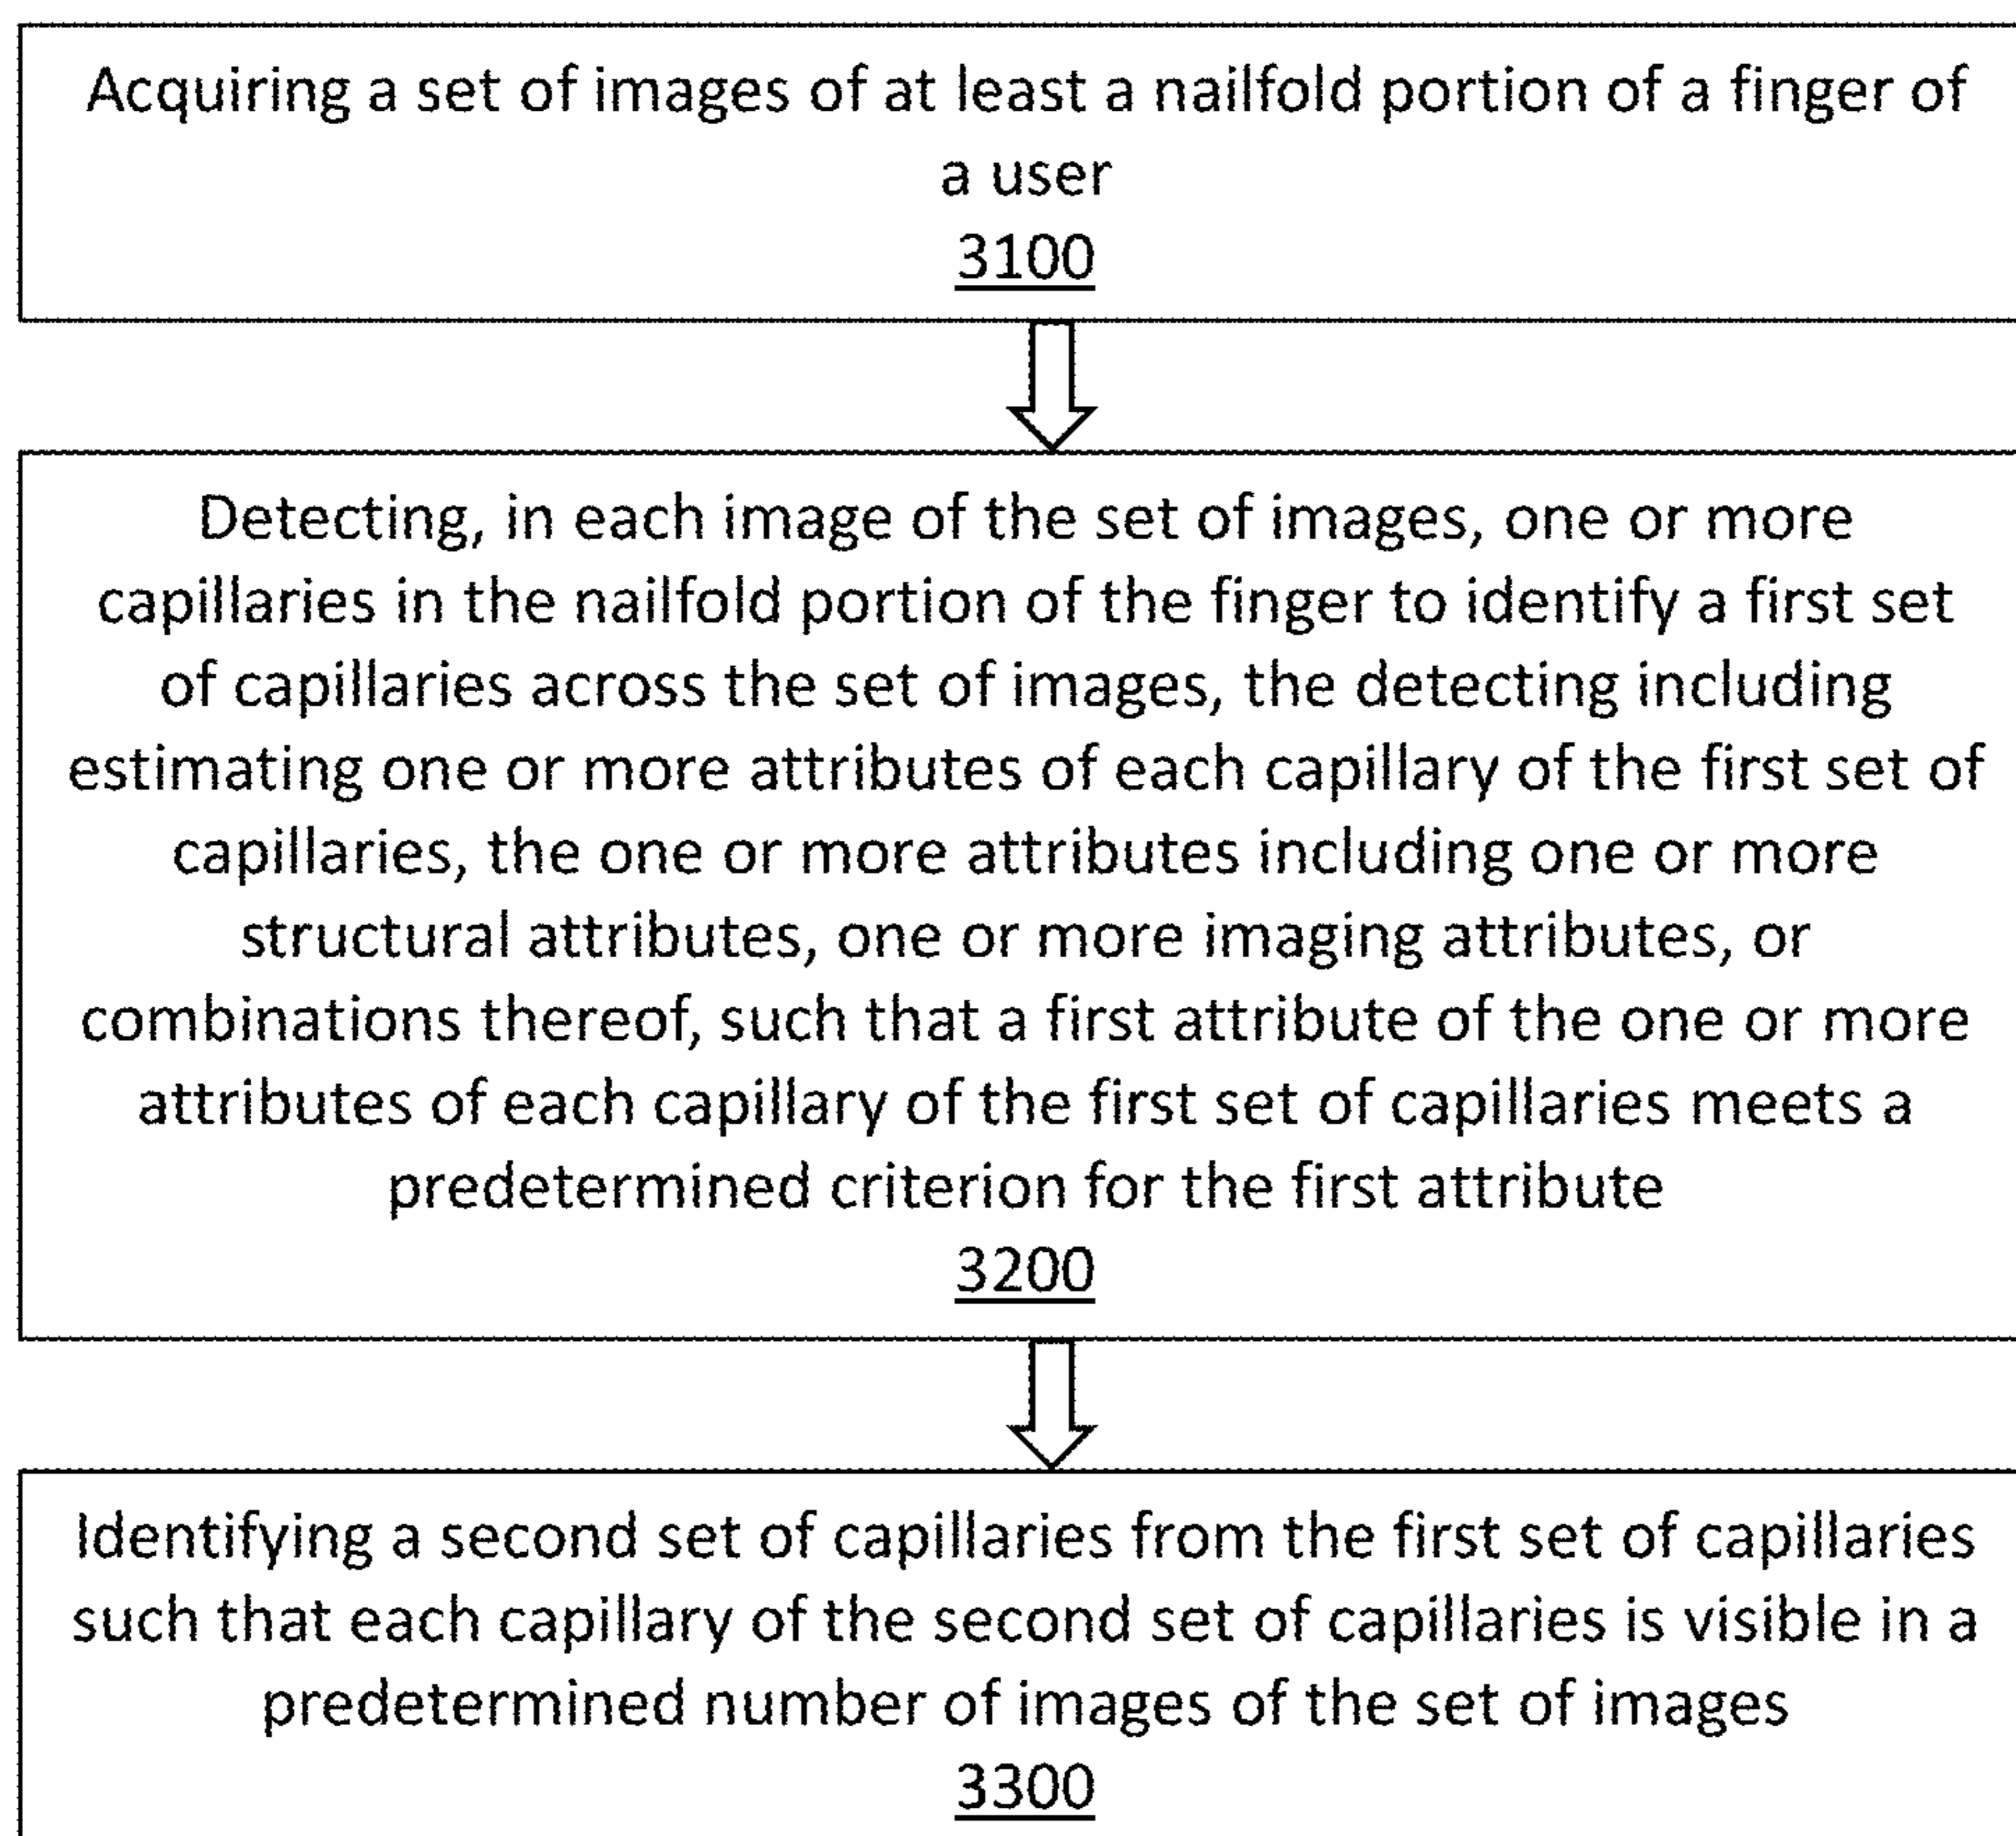 Acquiring a set of images of at least a nailfold portion of a finger of
a user
3100
Detecting, in each image of the set of images, one or more
capillaries in the nailfold portion of the finger to identify a first set
of capillaries across the set of images, the detecting including
estimating one or more attributes of each capillary of the first set of
capillaries, the one or more attributes including one or more
structural attributes, one or more imaging attributes, or
combinations thereof, such that a first attribute of the one or more
attributes of each capillary of the first set of capillaries meets a
predetermined criterion for the first attribute
3200
Identifying a second set of capillaries from the first set of capillaries
such that each capillary of the second set of capillaries is visible in a
predetermined number of images of the set of images
3300